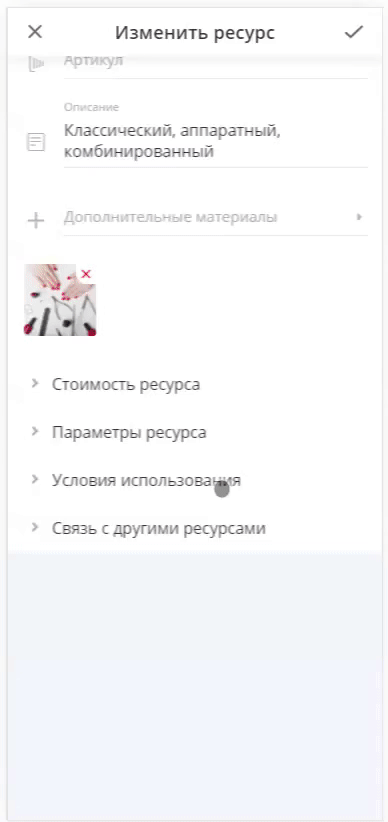 Изменить ресурс
Артикул
Описание
Классический, аппаратный,
комбинированный
Дополнительные материалы
Стоимость ресурса
Параметры ресурса
Условия использования
Связь с другими ресурсами